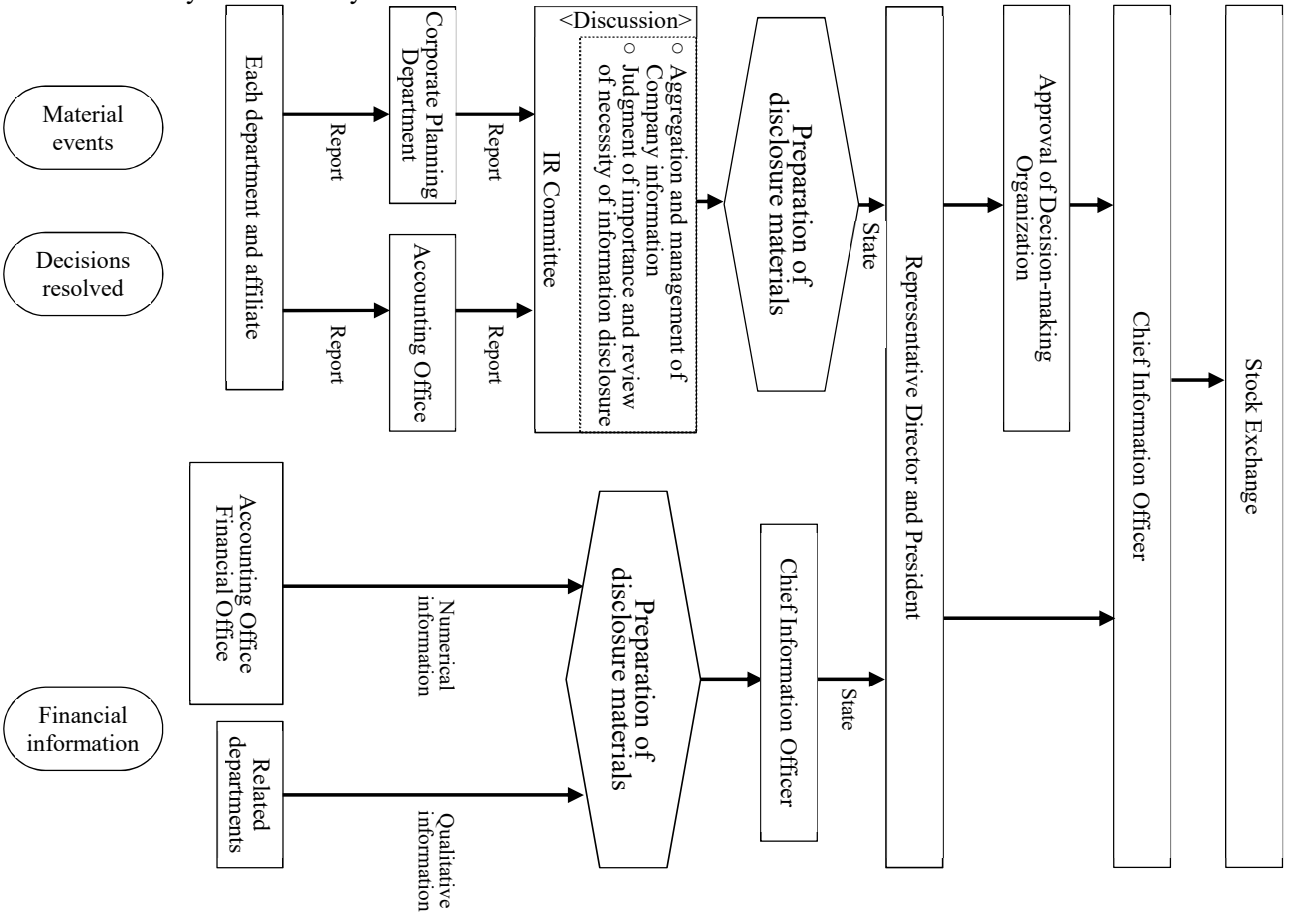 Material
events
Decisions
resolved
Financial
information
Each department and affiliate
Report
Report
Corporate Planning
Department
Accounting Office
Report
Report
<Discussion>
○ Aggregation and management of
Company information
○ Judgment of importance and review
of necessity of information disclosure
IR Committee
Preparation of
disclosure materials
State
Accounting Office
Financial Office
Related
departments
Numerical
information
Qualitative
information
Preparation of
disclosure materials
Chief Information Officer
State
Representative Director and President
Approval of Decision-making
Organization
Chief Information Officer
Stock Exchange